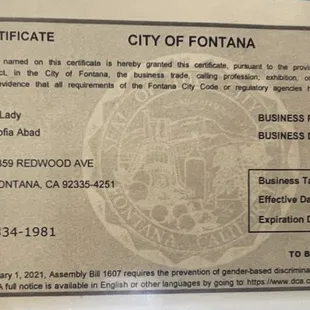 TIFICATE CITY OF FONTANA
named on this certificate is hereby granted this certificate, pursuant to the
in the City of Fontana, the business trade, calling profession, exhibition,
vidence that all requirements of the Fontana City Code or regulatory agencies
Lady
ofia Abad
BUSINESS
BUSINESS
859 REDWOOD AVE
ONTANA, CA 92335-4251
Business Ta
Effective Da
Expiration D
334-1981
TO B
ary 1, 2021, Assembly Bill 1607 requires the prevention of gender-based discrimina
A full notice is available in English or other languages by going to: https://www.dca.c